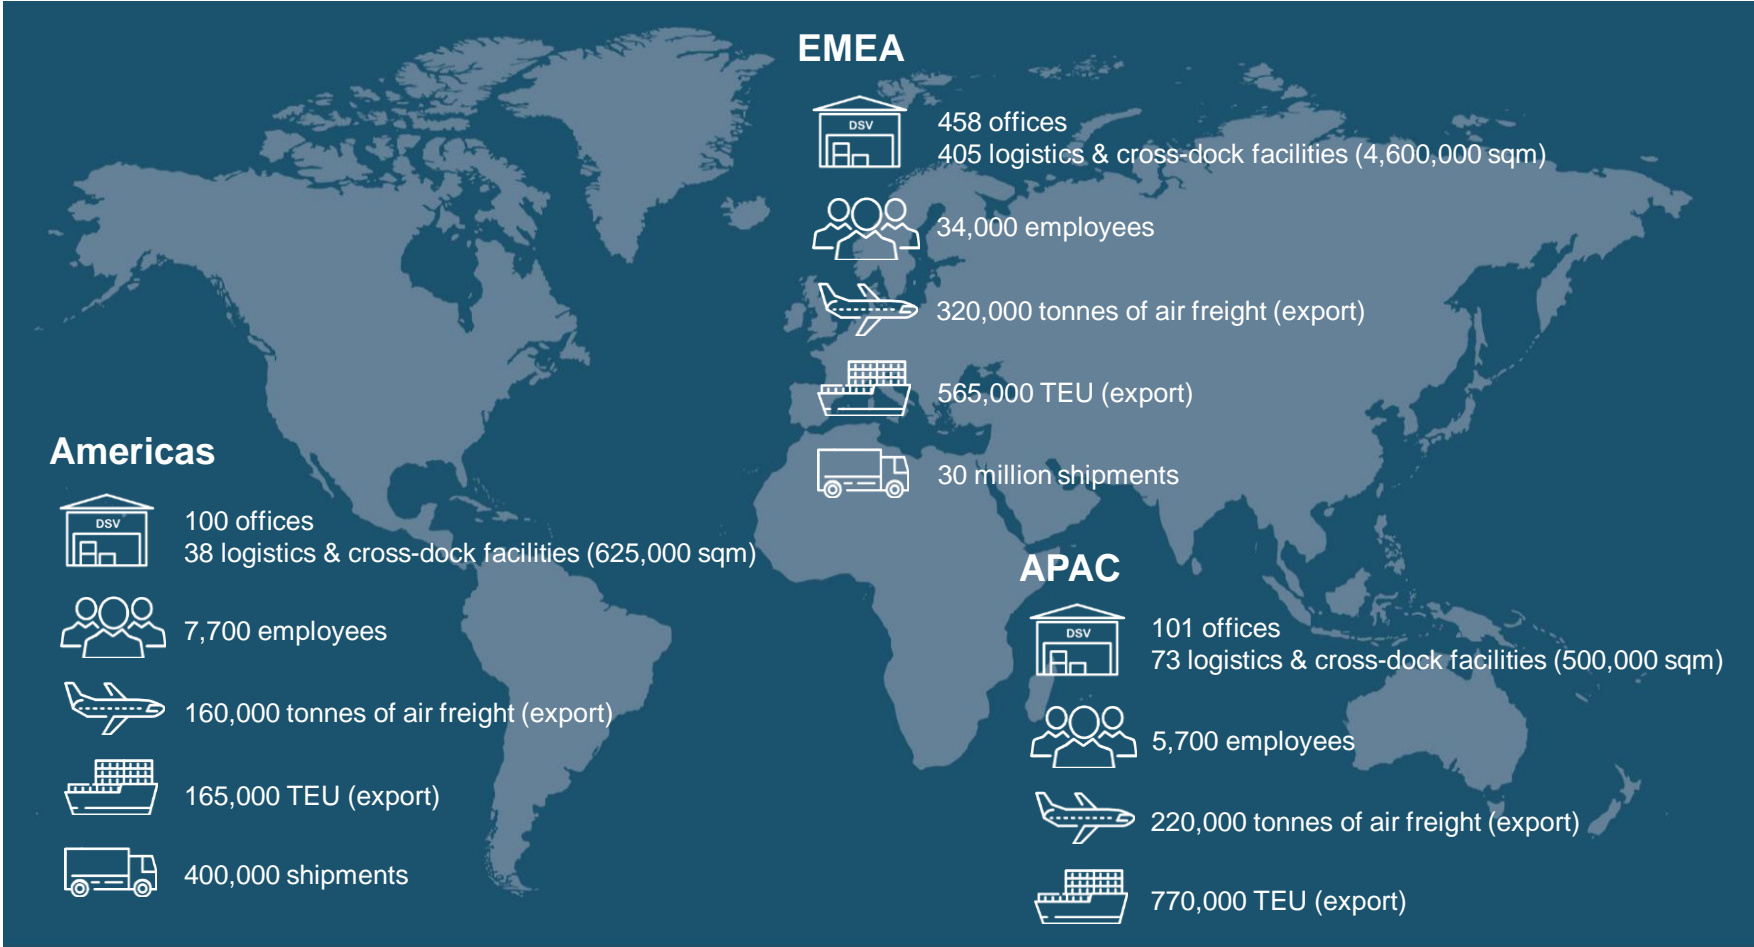 EMEA
DSV
458 offices
405 logistics & cross-dock facilities (4,600,000 sqm)
34,000 employees
320,000 tonnes of air freight (export)
565,000 TEU (export)
30 million shipments
Americas
DSV
100 offices
38 logistics & cross-dock facilities (625,000 sqm)
7,700 employees
160,000 tonnes of air freight (export)
165,000 TEU (export)
400,000 shipments
APAC
DSV
101 offices
73 logistics & cross-dock facilities (500,000 sqm)
5,700 employees
220,000 tonnes of air freight (export)
770,000 TEU (export)